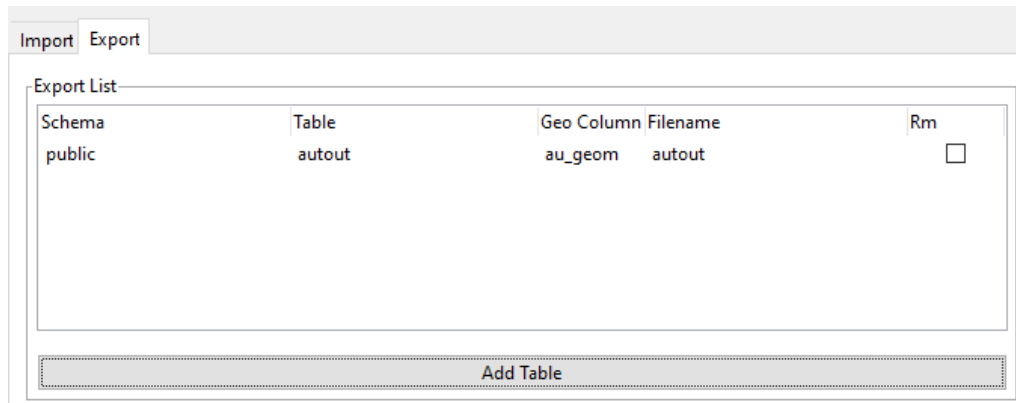 Import Export
Export List
Schema Table Geo Column Filename Rm
public autout au_geom autout
Add Table